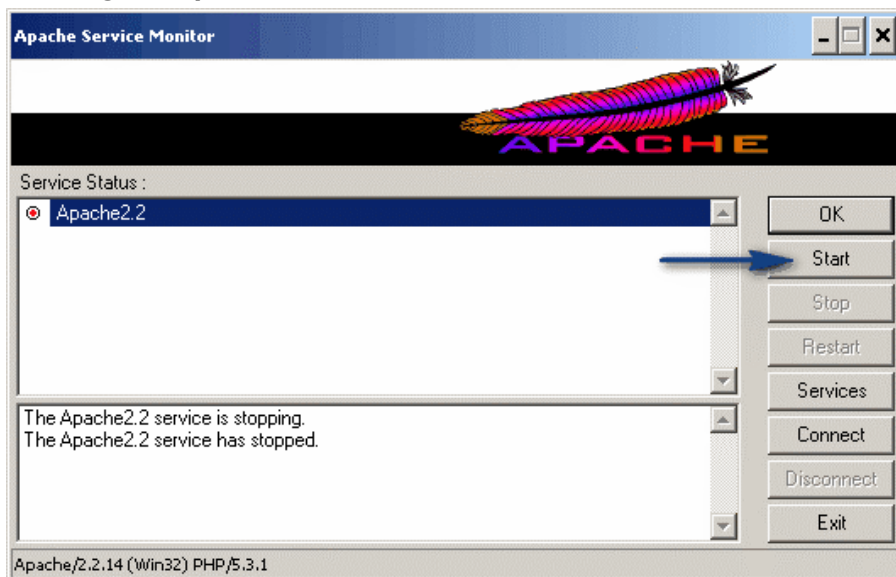 Apache Service Monitor
APACHE
Service Status :
Apache2.2
OK
Start
Stop
Restart
Services
Connect
Disconnect
Exit
The Apache2.2 service is stopping.
The Apache2.2 service has stopped.
Apache/2.2.14 (Win32) PHP/5.3.1